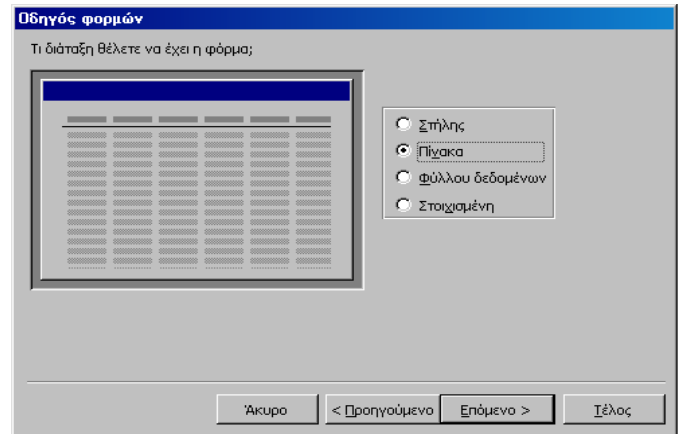 Οδηγός φορμών
Τι διάταξη θέλετε να έχει η φόρμα;
Στήλης
Πίνακα
Φύλλου δεδομένων
Στοιχισμένη
Άκυρο
< Προηγούμενο
Επόμενο >
Τέλος